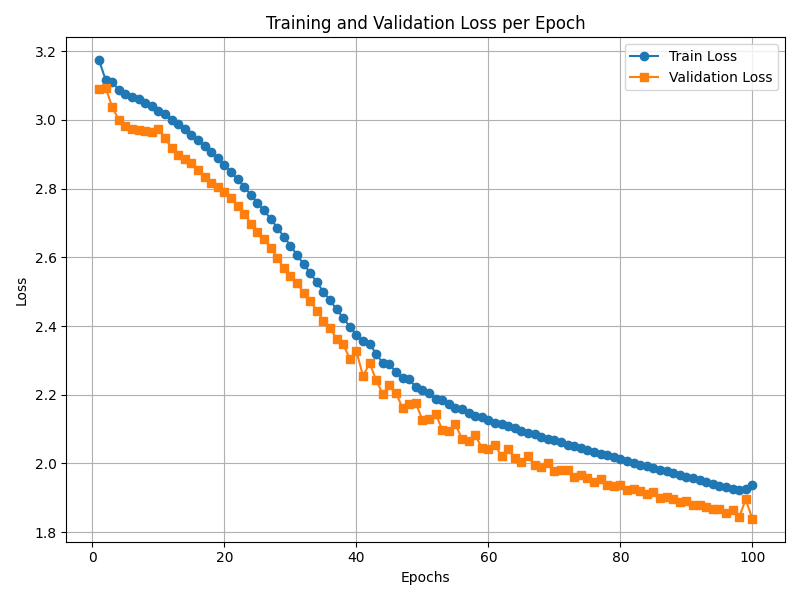 Training and Validation Loss per Epoch
Train Loss
Validation Loss
3.2
3.0
2.8
2.6
2.4
2.2
2.0
1.8
Loss
0 20 40 60 80 100
Epochs